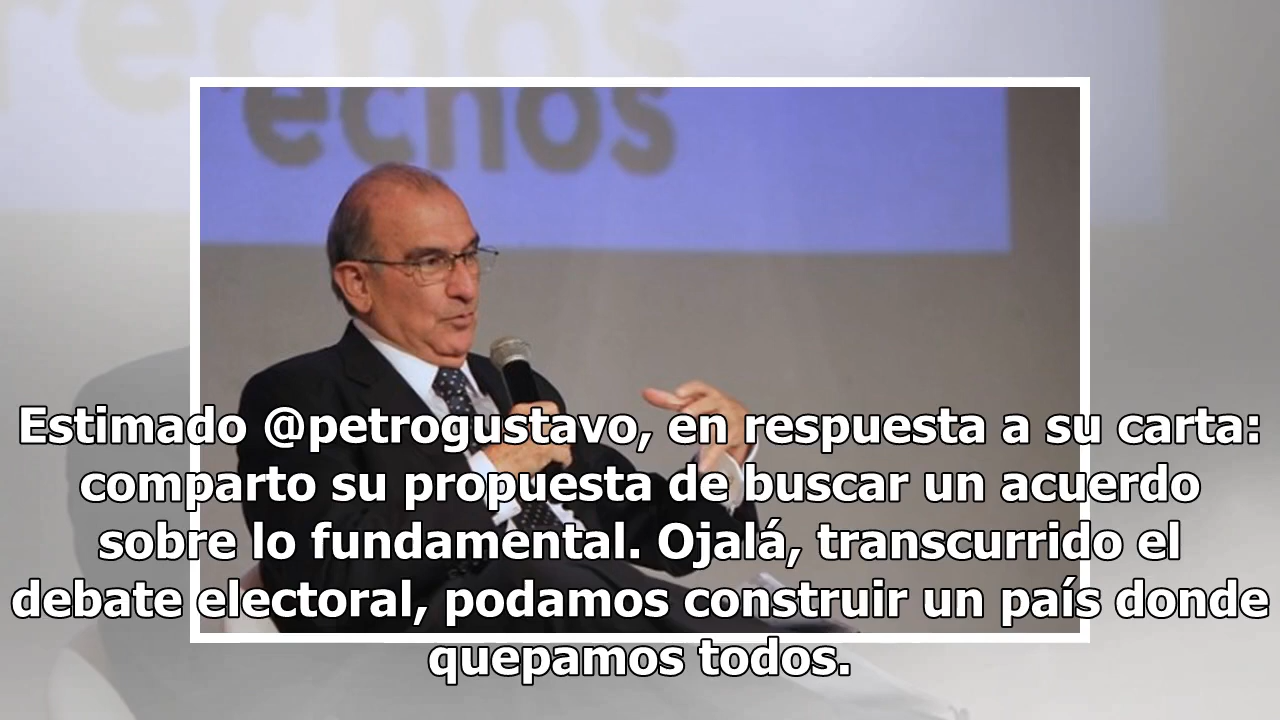 rechos
echos
Estimado @petrogustavo, en respuesta a su carta:
comparto su propuesta de buscar un acuerdo
sobre lo fundamental. Ojalá, transcurrido el
debate electoral, podamos construir un país donde
quepamos todos.